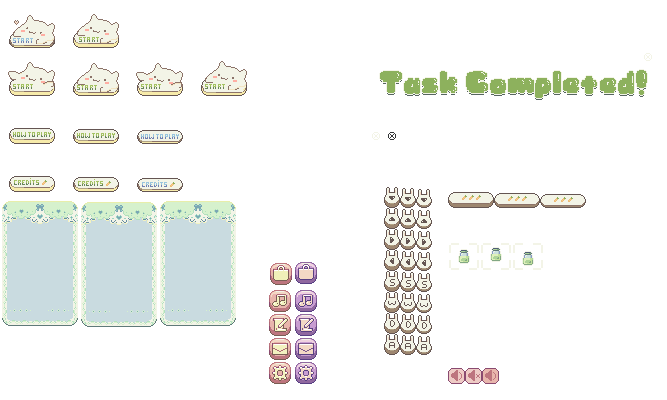 START
START
START
START
START
START
Task Completed!
HOW TO PLAY
HOW TO PLAY
HOW TO PLAY
CREDITS
CREDITS
CREDITS
S S S
W W W
D D D
A A A